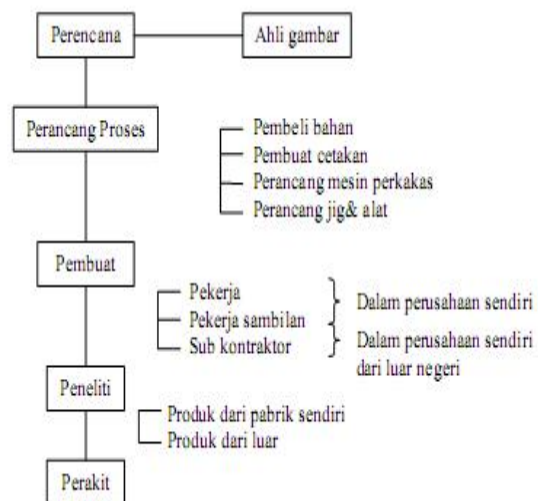 Perencana
Ahli gambar
Perancang Proses
Pembeli bahan
Pembuat cetakan
Perancang mesin perkakas
Perancang jig& alat
Pembuat
Pekerja
Pekerja sambilan
Sub kontraktor
Dalam perusahaan sendiri
Dalam perusahaan sendiri
dari luar negeri
Peneliti
Produk dari pabrik sendiri
Produk dari luar
Perakit